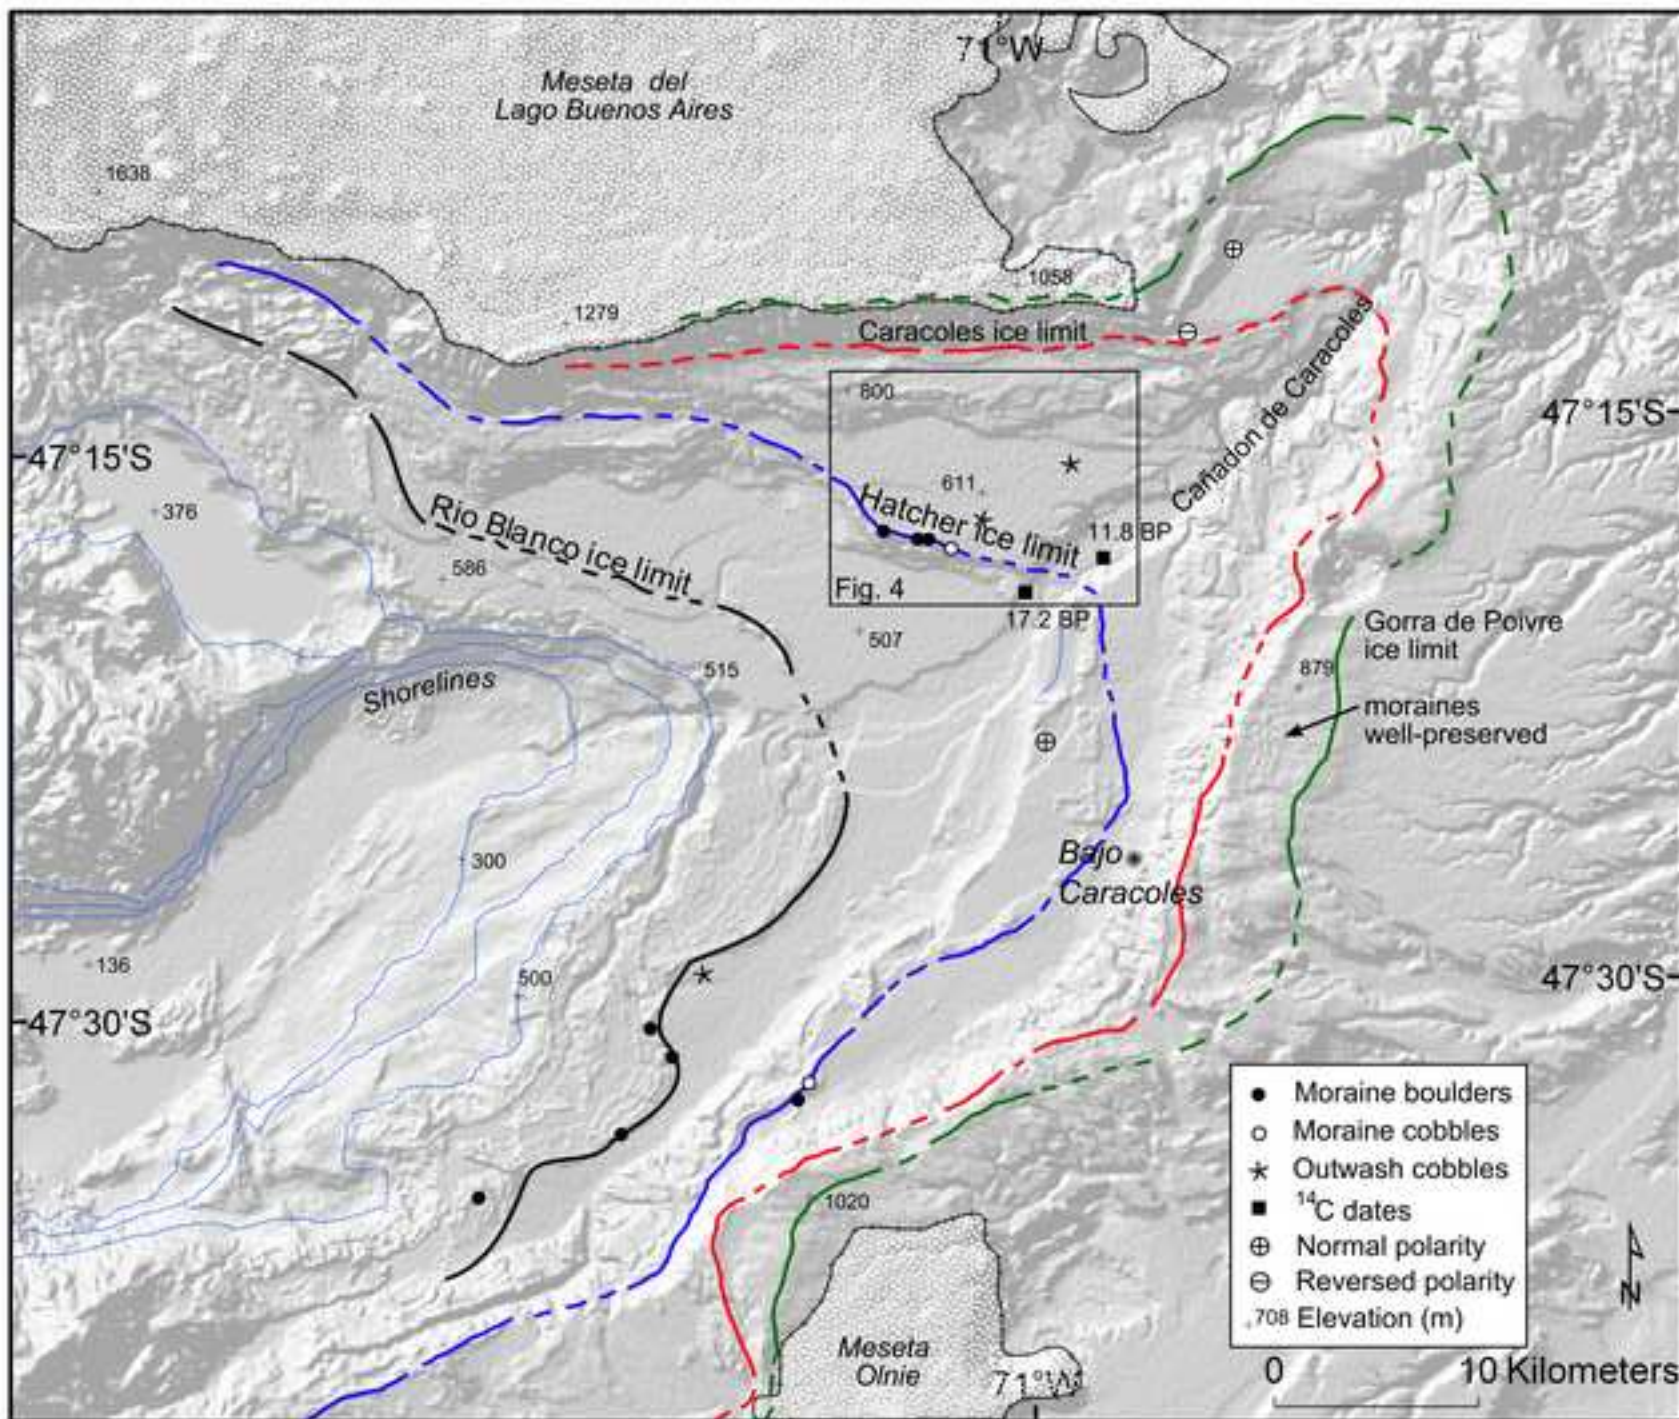 71°W
Meseta del
Lago Buenos Aires
1638
1058
1279
Caracoles ice limit
Cañadon de Caracoles
800
47°15'S
47°15'S
376
611
Hatcher ice limit
11.8 BP
Rio Blanco ice limit
586
Fig. 4
17.2 BP
Gorra de Poivre
ice limit
507
515
879
Shorelines
moraines
well-preserved
300
Bajo
Caracoles
136
500
47°30'S
47°30'S
Moraine boulders
Moraine cobbles
Outwash cobbles
14C dates
Normal polarity
Reversed polarity
708 Elevation (m)
1020
N
Meseta
Olnie
71°W
0 10 Kilometers